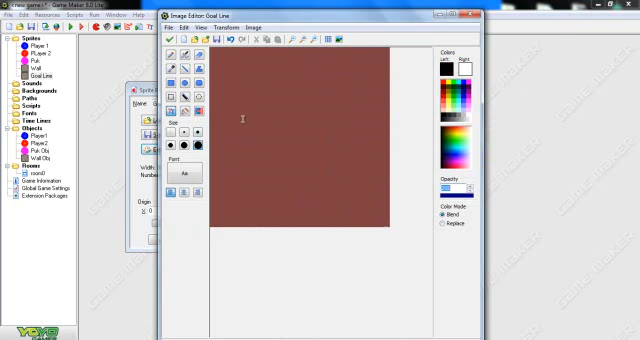 <new game>* - Game Maker 8.0 Lite
File Edit Resources Scripts Run Window Help
Sprites
Player 1
PLayer 2
Puk
Wall
Goal Line
Sounds
Backgrounds
Paths
Scripts
Fonts
Time Lines
Objects
Player1
Player2
Puk Obj
Wall Obj
Rooms
room0
Game Information
Global Game Settings
Extension Packages
YOYO
GAMES
Name:
Width:
Number
Origin
X 0
Image Editor: Goal Line
File Edit View Transform Image
Size
Font
Aa
Colors
Left: Right:
Opacity
Color Mode
Blend
Replace
GAME MAKER